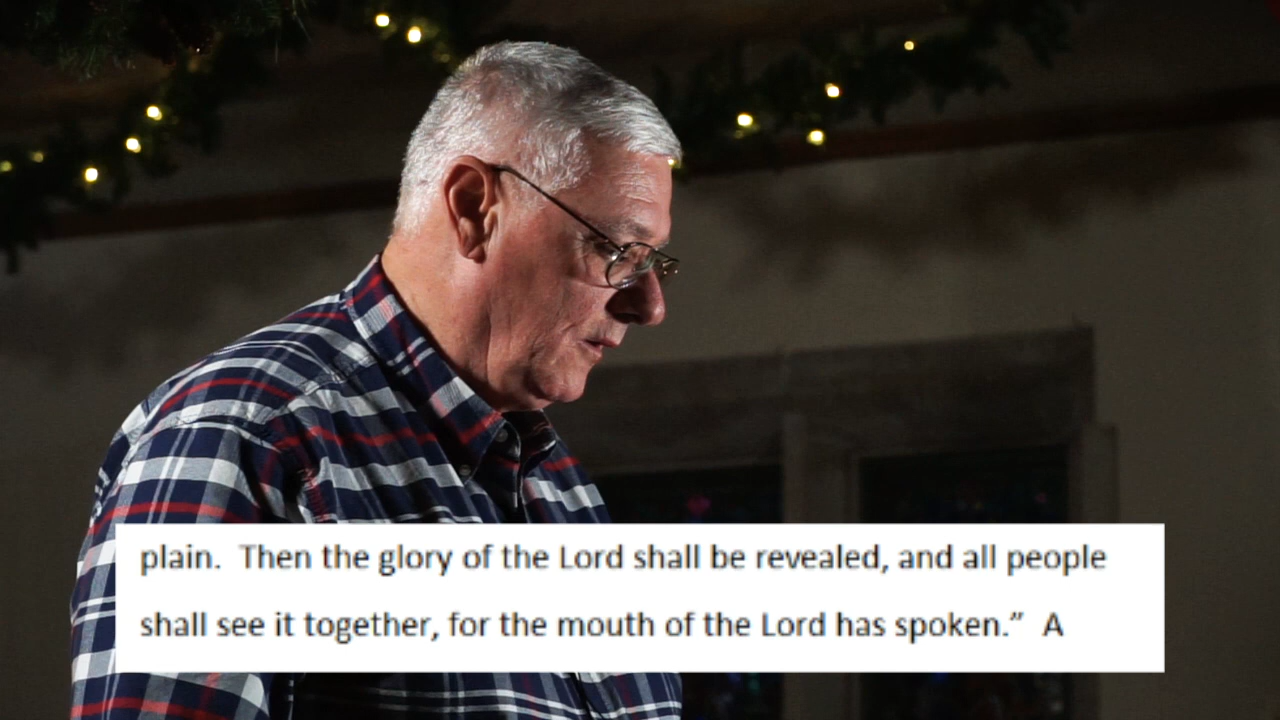 plain.  Then the glory of the Lord shall be revealed, and all people
shall see it together, for the mouth of the Lord has spoken.”  A